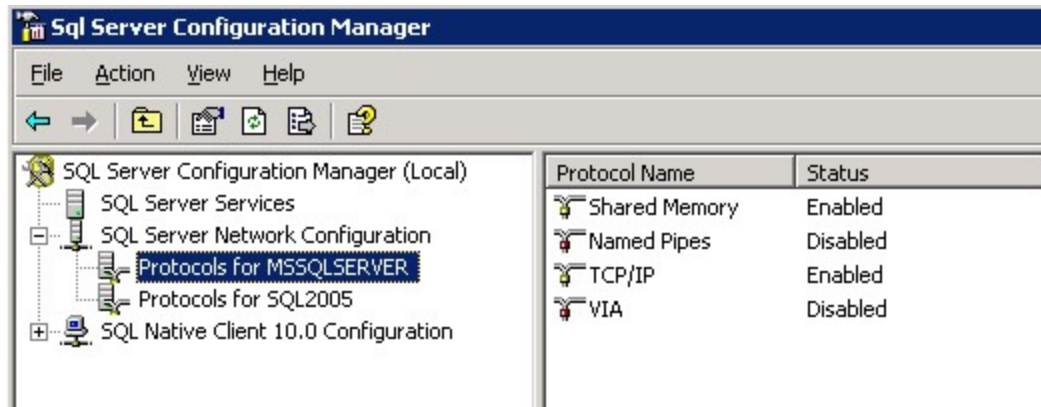 Sql Server Configuration Manager
File Action View Help
SQL Server Configuration Manager (Local)
SQL Server Services
SQL Server Network Configuration
Protocols for MSSQLSERVER
Protocols for SQL2005
SQL Native Client 10.0 Configuration
Protocol Name Status
Shared Memory Enabled
Named Pipes Disabled
TCP/IP Enabled
VIA Disabled